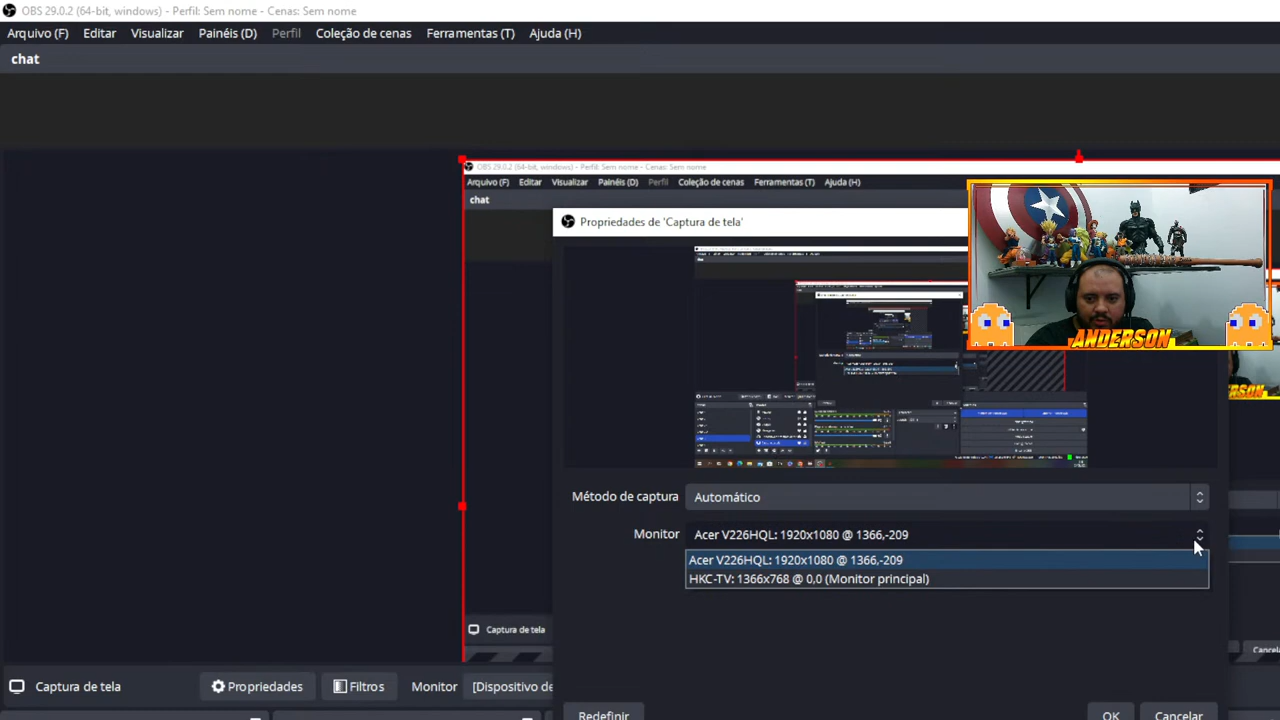 OBS 29.0.2 (64-bit, windows) - Perfil: Sem nome - Cenas: Sem nome
Arquivo (F) Editar Visualizar Painéis (D) Perfil Coleção de cenas Ferramentas (T) Ajuda (H)
chat
OBS 29.0.2 (64-bit, windows) - Perfil: Sem nome - Cenas: Sem nome
Arquivo (F) Editar Visualizar Painéis (D) Perfil Coleção de cenas Ferramentas (T) Ajuda (H)
chat
Propriedades de 'Captura de tela'
ANDERSON
Método de captura Automático
Monitor Acer V226HQL: 1920x1080 @ 1366,-209
Acer V226HQL: 1920x1080 @ 1366,-209
HKC-TV: 1366x768 @ 0,0 (Monitor principal)
Captura de tela
Captura de tela Propriedades Filtros Monitor [Dispositivo de
Redefinir OK Cancelar